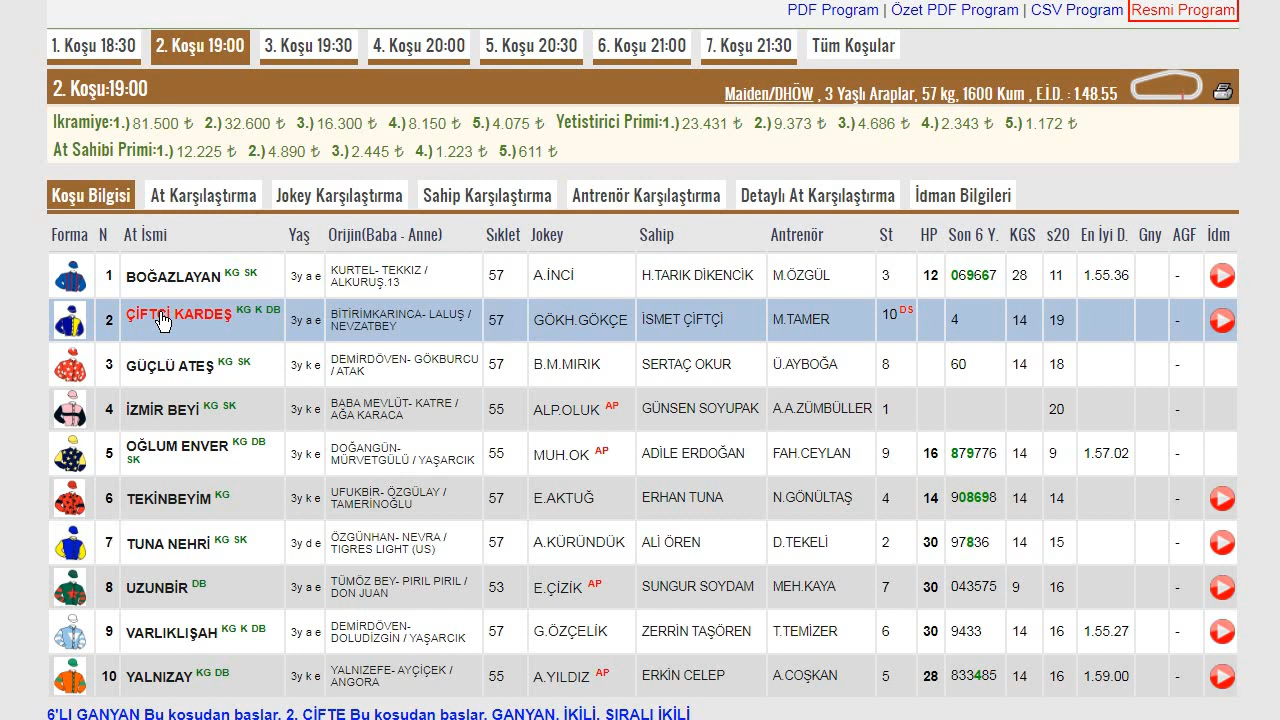 PDF Program | Özet PDF Program | CSV Program Resmi Program
1. Koşu 18:30 2. Koşu 19:00 3. Koşu 19:30 4. Koşu 20:00 5. Koşu 20:30 6. Koşu 21:00 7. Koşu 21:30 Tüm Koşular
2. Koşu:19:00 Maiden/DHÖW , 3 Yaşlı Araplar, 57 kg, 1600 Kum , E.İ.D. : 1.48.55
Ikramiye:1.) 81.500 ₺ 2.) 32.600 ₺ 3.) 16.300 ₺ 4.) 8.150 ₺ 5.) 4.075 ₺ Yetistirici Primi:1.) 23.431 ₺ 2.) 9.373 ₺ 3.) 4.686 ₺ 4.) 2.343 ₺ 5.) 1.172 ₺
At Sahibi Primi:1.) 12.225 ₺ 2.) 4.890 ₺ 3.) 2.445 ₺ 4.) 1.223 ₺ 5.) 611 ₺
Koşu Bilgisi At Karşılaştırma Jokey Karşılaştırma Sahip Karşılaştırma Antrenör Karşılaştırma Detaylı At Karşılaştırma İdman Bilgileri
Forma N At İsmi Yaş Orijin(Baba - Anne) Sıklet Jokey Sahip Antrenör St HP Son 6 Y. KGS s20 En İyi D. Gny AGF İdm
1 BOĞAZLAYAN KG SK 3y a e KURTEL- TEKKIZ / ALKURUŞ.13 57 A.İNCİ H.TARIK DİKENCİK M.ÖZGÜL 3 12 069667 28 11 1.55.36 -
2 ÇİFTÇİ KARDEŞ KG K DB 3y a e BİTİRİMKARINCA- LALUŞ / NEVZATBEY 57 GÖKH.GÖKÇE İSMET ÇİFTÇİ M.TAMER 10 DS 4 14 19 -
3 GÜÇLÜ ATEŞ KG SK 3y k e DEMİRDÖVEN- GÖKBURCU / ATAK 57 B.M.MIRIK SERTAÇ OKUR Ü.AYBOĞA 8 60 14 18 -
4 İZMİR BEYİ KG SK 3y k e BABA MEVLÜT- KATRE / AĞA KARACA 55 ALP.OLUK AP GÜNSEN SOYUPAK A.A.ZÜMBÜLLER 1 20 -
5 OĞLUM ENVER KG DB SK 3y k e DOĞANGÜN- MÜRVETGÜLÜ / YAŞARCIK 55 MUH.OK AP ADİLE ERDOĞAN FAH.CEYLAN 9 16 879776 14 9 1.57.02 -
6 TEKİNBEYİM KG 3y k e UFUKBİR- ÖZGÜLAY / TAMERİNOĞLU 57 E.AKTUĞ ERHAN TUNA N.GÖNÜLTAŞ 4 14 908698 14 14 -
7 TUNA NEHRİ KG SK 3y d e ÖZGÜNHAN- NEVRA / TIGRES LIGHT (US) 57 A.KÜRÜNDÜK ALİ ÖREN D.TEKELİ 2 30 97836 14 15 -
8 UZUNBİR DB 3y a e TÜMÖZ BEY- PIRIL PIRIL / DON JUAN 53 E.ÇİZİK AP SUNGUR SOYDAM MEH.KAYA 7 30 043575 9 16 -
9 VARLIKLIŞAH KG K DB 3y a e DEMİRDÖVEN- DOLUDİZGİN / YAŞARCIK 57 G.ÖZÇELİK ZERRİN TAŞÖREN T.TEMİZER 6 30 9433 14 16 1.55.27 -
10 YALNIZAY KG DB 3y k e YALNIZEFE- AYÇİÇEK / ANGORA 55 A.YILDIZ AP ERKİN CELEP A.COŞKAN 5 28 833485 14 16 1.59.00 -
6'LI GANYAN Bu koşudan başlar. 2. ÇİFTE Bu koşudan başlar. GANYAN, İKİLİ, SIRALI İKİLİ